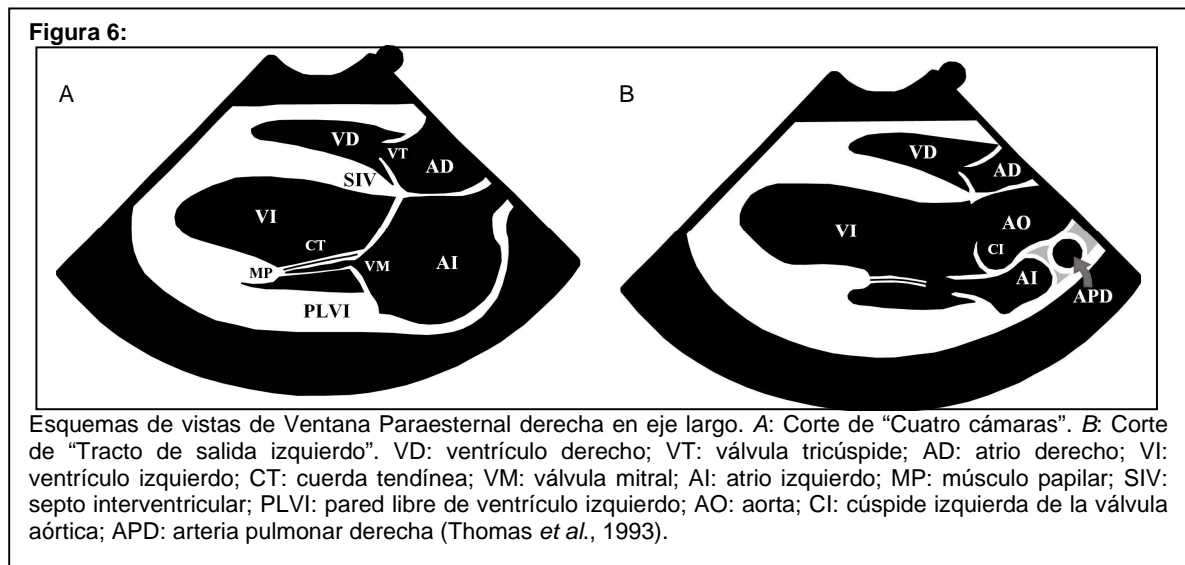 Figura 6:
A
VD
VT
AD
SIV
VI
CT
MP
VM
AI
PLVI
B
VD
AD
VI
AO
CI
AI
APD
Esquemas de vistas de Ventana Paraesternal derecha en eje largo. A: Corte de “Cuatro cámaras”. B: Corte
de “Tracto de salida izquierdo”. VD: ventrículo derecho; VT: válvula tricúspide; AD: atrio derecho; VI:
ventrículo izquierdo; CT: cuerda tendínea; VM: válvula mitral; AI: atrio izquierdo; MP: músculo papilar; SIV:
septo interventricular; PLVI: pared libre de ventrículo izquierdo; AO: aorta; CI: cúspide izquierda de la válvula
aórtica; APD: arteria pulmonar derecha (Thomas et al., 1993).